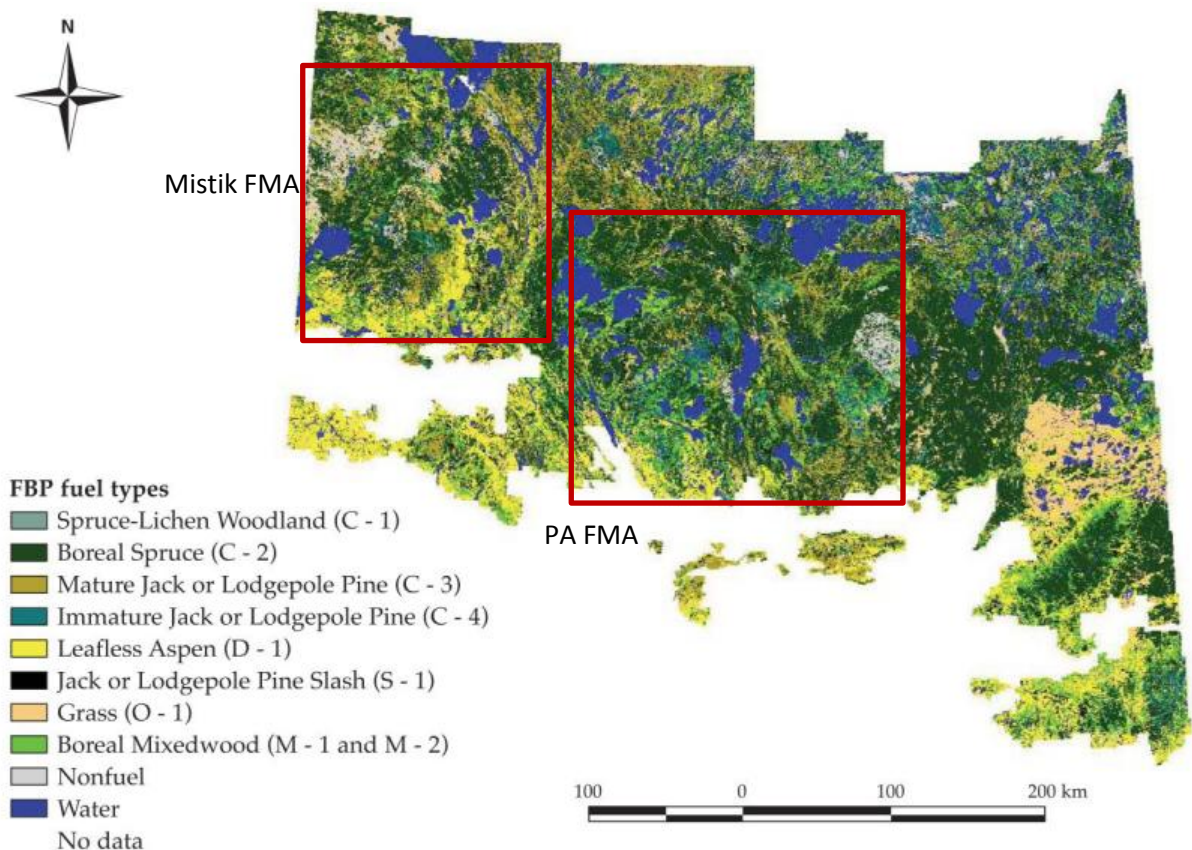 N
Mistik FMA
PA FMA
FBP fuel types
Spruce-Lichen Woodland (C - 1)
Boreal Spruce (C - 2)
Mature Jack or Lodgepole Pine (C - 3)
Immature Jack or Lodgepole Pine (C - 4)
Leafless Aspen (D - 1)
Jack or Lodgepole Pine Slash (S - 1)
Grass (O - 1)
Boreal Mixedwood (M - 1 and M - 2)
Nonfuel
Water
No data
100 0 100 200 km